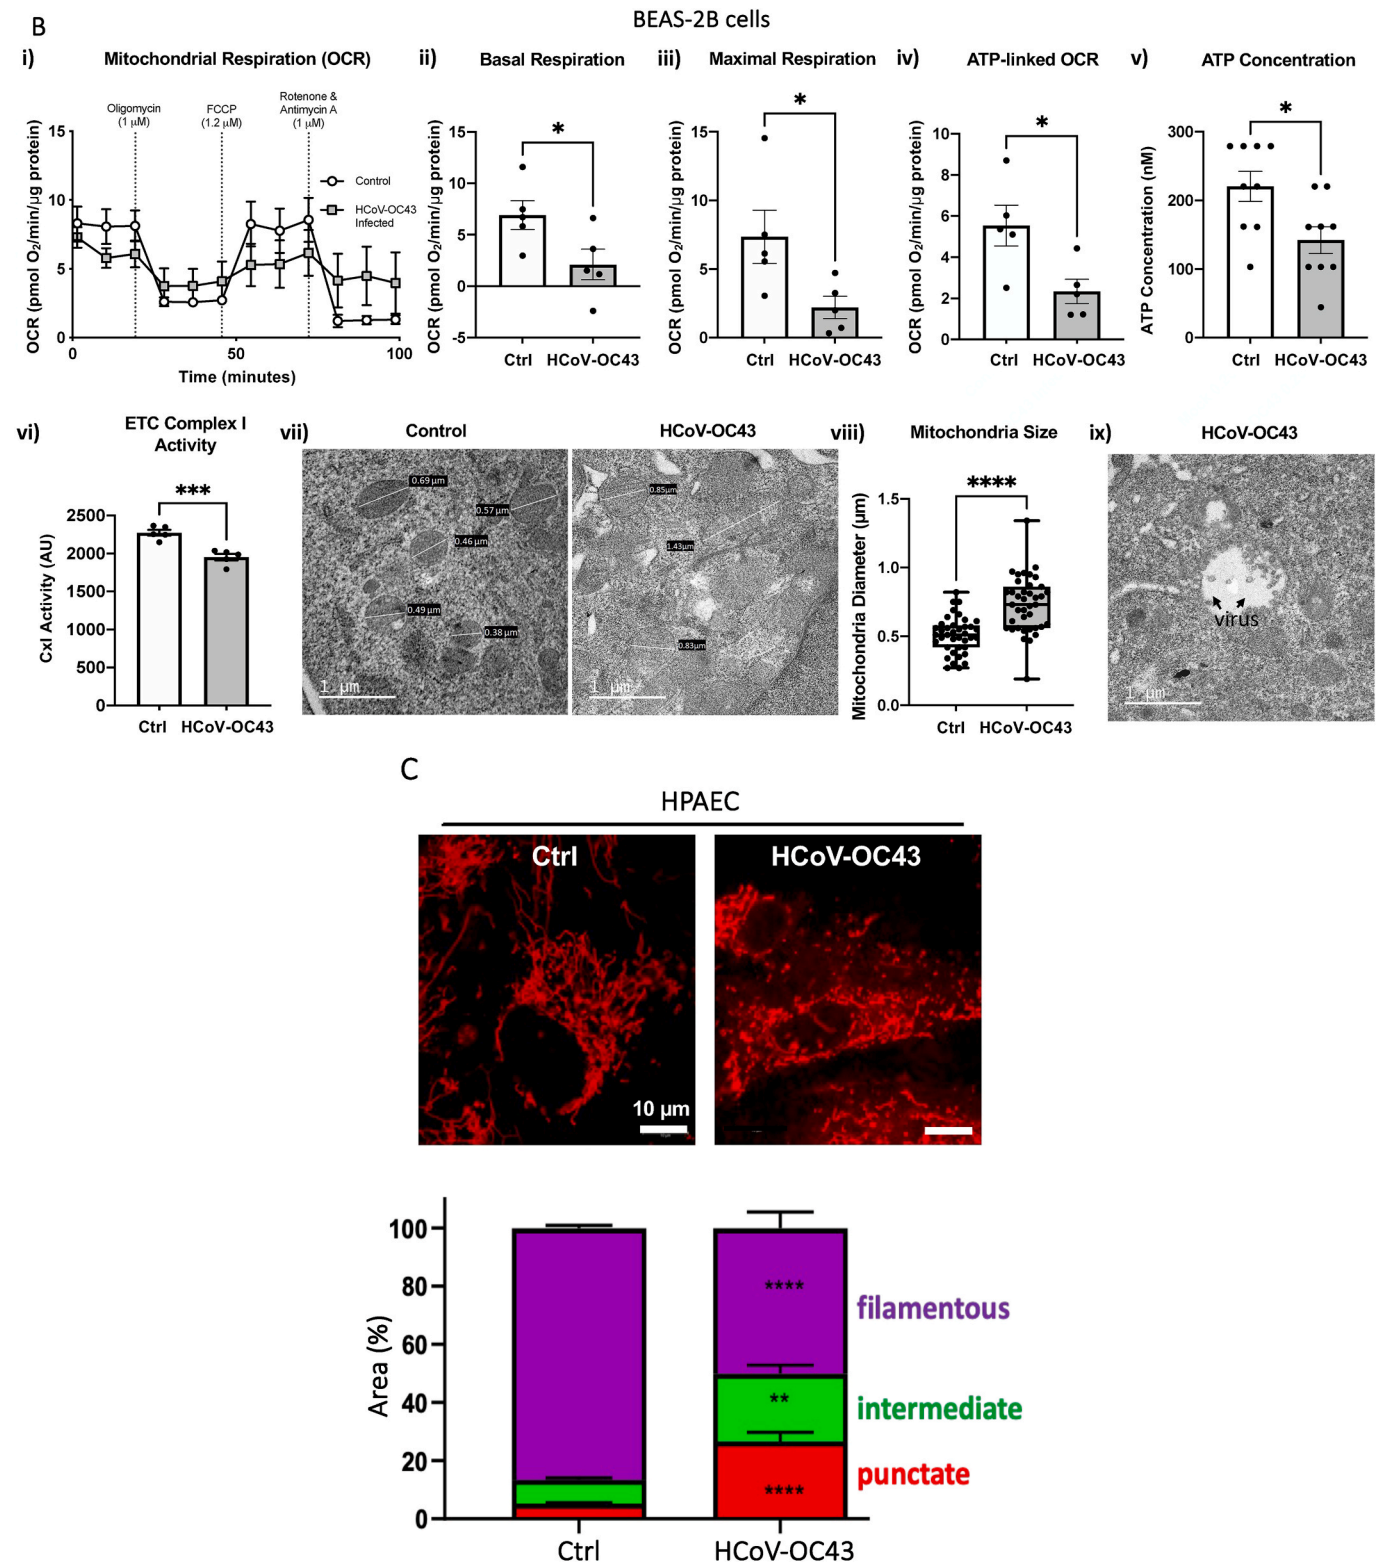 B
BEAS-2B cells
i)
Mitochondrial Respiration (OCR)
Oligomycin
(1 μM)
FCCP
(1.2 μM)
Rotenone &
Antimycin A
(1 μM)
OCR (pmol O₂/min/μg protein)
15
10
5
0
0
50
100
Time (minutes)
Control
HCoV-OC43
Infected
ii)
Basal Respiration
*
OCR (pmol O₂/min/μg protein)
15
10
5
0
-5
Ctrl
HCoV-OC43
iii)
Maximal Respiration
*
OCR (pmol O₂/min/μg protein)
15
10
5
0
Ctrl
HCoV-OC43
iv)
ATP-linked OCR
*
OCR (pmol O₂/min/μg protein)
10
8
6
4
2
0
Ctrl
HCoV-OC43
v)
ATP Concentration
*
ATP Concentration (nM)
300
200
100
0
Ctrl
HCoV-OC43
vi)
ETC Complex I
Activity
***
CxI Activity (AU)
2500
2000
1500
1000
500
0
Ctrl
HCoV-OC43
vii)
Control
0.69 μm
0.57 μm
0.46 μm
0.49 μm
0.38 μm
1 μm
HCoV-OC43
0.85μm
1.43μm
0.83μm
1 μm
viii)
Mitochondria Size
****
Mitochondria Diameter (μm)
1.5
1.0
0.5
0.0
Ctrl
HCoV-OC43
ix)
HCoV-OC43
virus
1 μm
C
HPAEC
Ctrl
10 μm
HCoV-OC43
Area (%)
100
80
60
40
20
0
****
**
****
filamentous
intermediate
punctate
Ctrl
HCoV-OC43